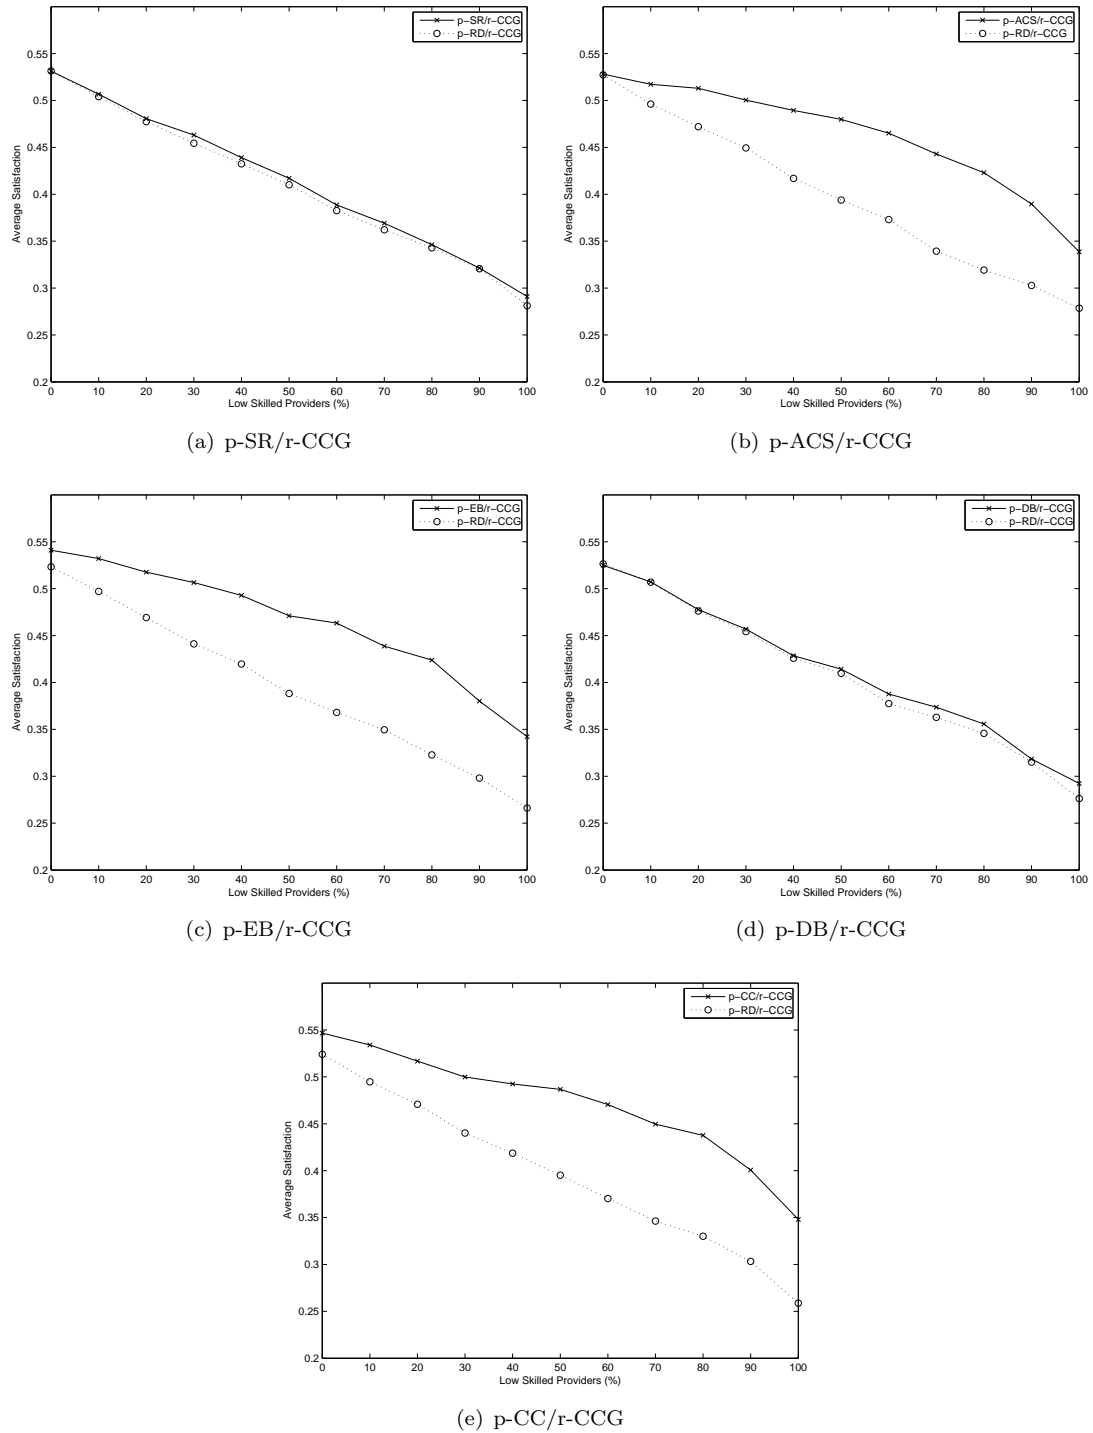 p−SR/r−CCG
p−RD/r−CCG
0.55
0.5
0.45
0.4
0.35
0.3
0.25
0.2
Average Satisfaction
0 10 20 30 40 50 60 70 80 90 100
Low Skilled Providers (%)
(a) p-SR/r-CCG
p−ACS/r−CCG
p−RD/r−CCG
0.55
0.5
0.45
0.4
0.35
0.3
0.25
0.2
Average Satisfaction
0 10 20 30 40 50 60 70 80 90 100
Low Skilled Providers (%)
(b) p-ACS/r-CCG
p−EB/r−CCG
p−RD/r−CCG
0.55
0.5
0.45
0.4
0.35
0.3
0.25
0.2
Average Satisfaction
0 10 20 30 40 50 60 70 80 90 100
Low Skilled Providers (%)
(c) p-EB/r-CCG
p−DB/r−CCG
p−RD/r−CCG
0.55
0.5
0.45
0.4
0.35
0.3
0.25
0.2
Average Satisfaction
0 10 20 30 40 50 60 70 80 90 100
Low Skilled Providers (%)
(d) p-DB/r-CCG
p−CC/r−CCG
p−RD/r−CCG
0.55
0.5
0.45
0.4
0.35
0.3
0.25
0.2
Average Satisfaction
0 10 20 30 40 50 60 70 80 90 100
Low Skilled Providers (%)
(e) p-CC/r-CCG